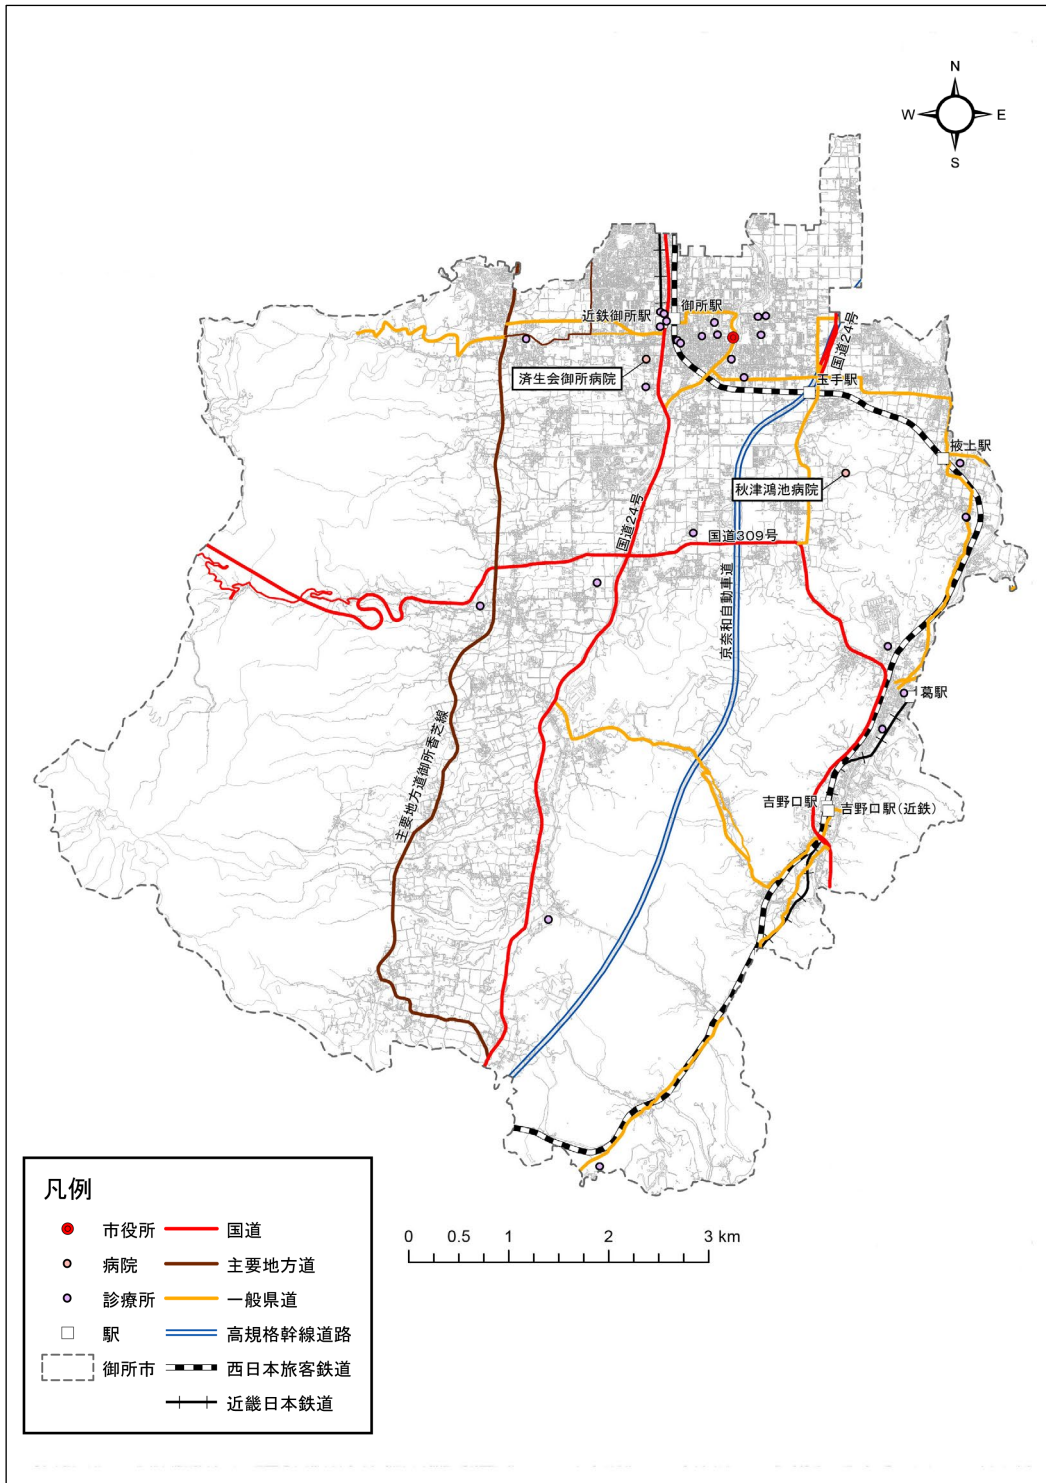 N
W E
S
国道24号
御所駅
近鉄御所駅
玉手駅
済生会御所病院
掖上駅
秋津鴻池病院
国道24号
国道309号
京奈和自動車道
葛駅
主要地方道御所香芝線
吉野口駅
吉野口駅(近鉄)
凡例
市役所 国道
病院 主要地方道
診療所 一般県道
駅 高規格幹線道路
御所市 西日本旅客鉄道
近畿日本鉄道
0 0.5 1 2 3 km